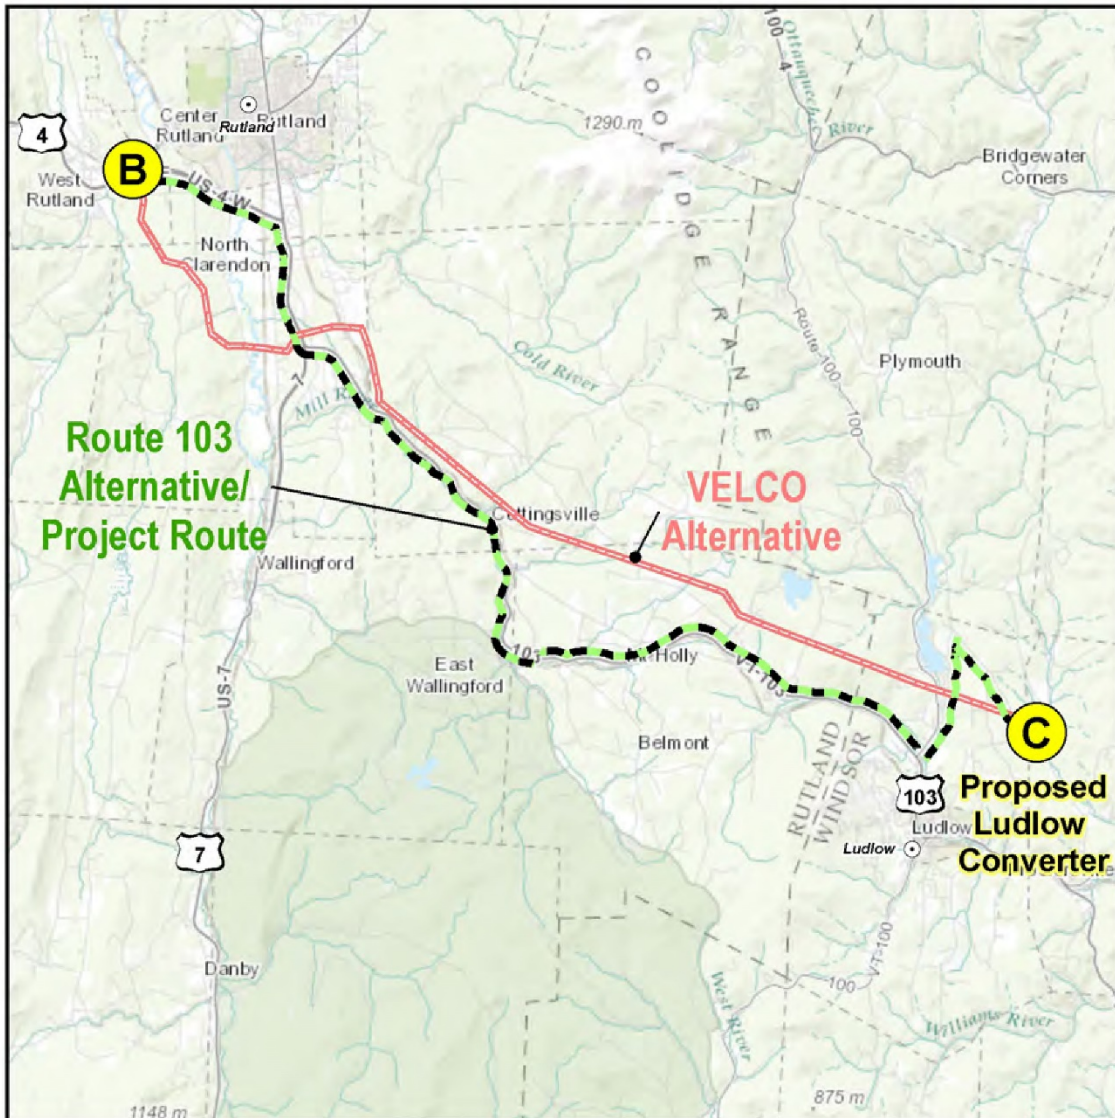 100
4
Ottauquechee
River
COOLIDGE RANGE
1290 m
4
Center
Rutland
Rutland
Rutland
B
West
Rutland
US-4-W
Bridgewater
Corners
North
Clarendon
Route-100
Cold River
Plymouth
7
Mill River
100
Route 103
Alternative/
Project Route
VELCO
Alternative
Cuttingsville
Wallingford
US-7
103
East
Wallingford
Mt Holly
VT-103
Belmont
RUTLAND
WINDSOR
C
103
Proposed
Ludlow
Converter
Ludlow
Ludlow
7
VT-100
100
Danby
West River
Williams River
1148 m
875 m